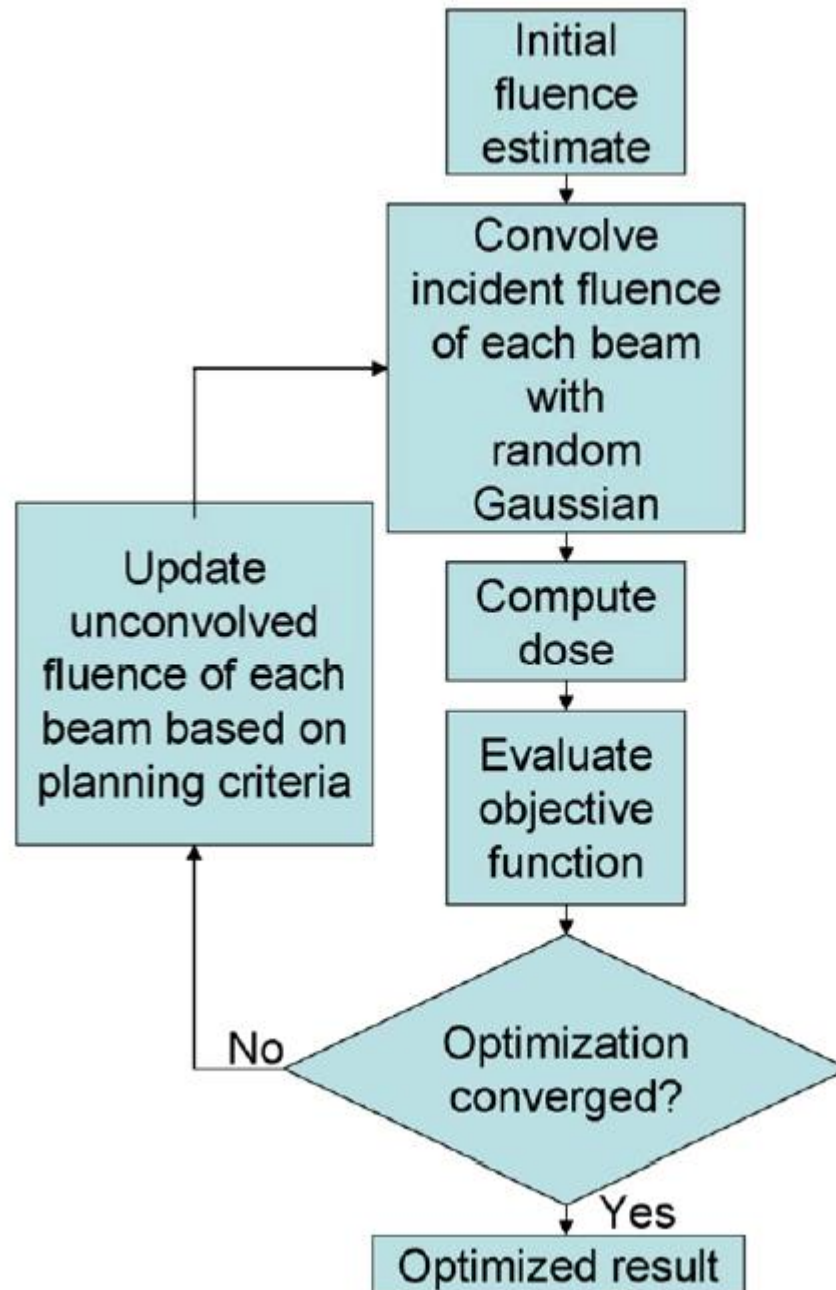 Initial
fluence
estimate
Convolve
incident fluence
of each beam
with
random
Gaussian
Compute
dose
Evaluate
objective
function
Optimization
converged?
No
Update
unconvolved
fluence of each
beam based on
planning criteria
Yes
Optimized result